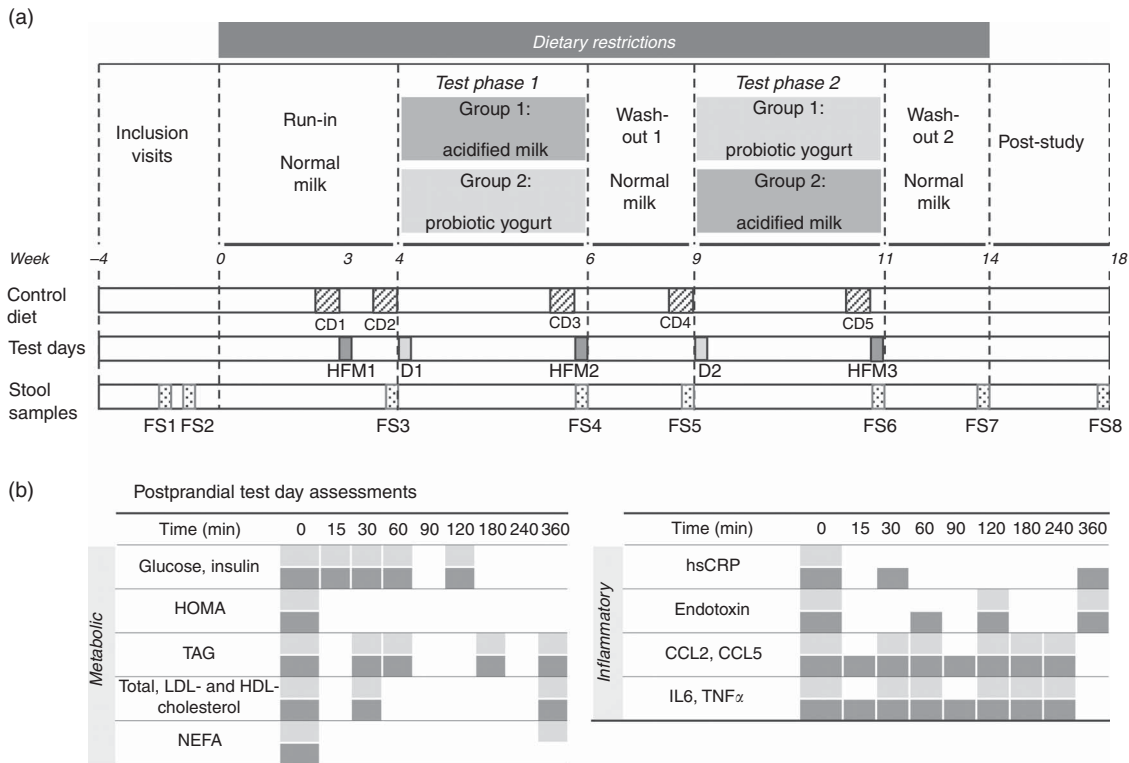 (a)
Dietary restrictions
Inclusion
visits
Run-in
Normal
milk
Test phase 1
Group 1:
acidified milk
Group 2:
probiotic yogurt
Wash-
out 1
Normal
milk
Test phase 2
Group 1:
probiotic yogurt
Group 2:
acidified milk
Wash-
out 2
Normal
milk
Post-study
Week –4 0 3 4 6 9 11 14 18
Control
diet
CD1 CD2 CD3 CD4 CD5
Test days
HFM1 D1 HFM2 D2 HFM3
Stool
samples
FS1 FS2 FS3 FS4 FS5 FS6 FS7 FS8
(b)
Postprandial test day assessments
Time (min) 0 15 30 60 90 120 180 240 360
Metabolic
Glucose, insulin
HOMA
TAG
Total, LDL- and HDL-
cholesterol
NEFA
Time (min) 0 15 30 60 90 120 180 240 360
Inflammatory
hsCRP
Endotoxin
CCL2, CCL5
IL6, TNFα